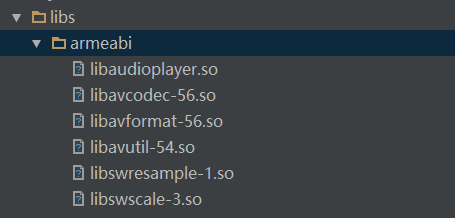 libs
armeabi
libaudioplayer.so
libavcodec-56.so
libavformat-56.so
libavutil-54.so
libswresample-1.so
libswscale-3.so